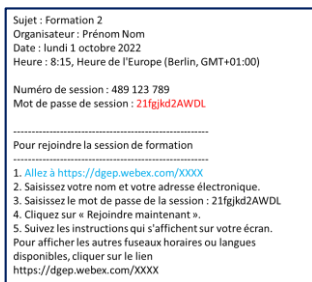 Sujet : Formation 2
Organisateur : Prénom Nom
Date : lundi 1 octobre 2022
Heure : 8:15, Heure de l'Europe (Berlin, GMT+01:00)
Numéro de session : 489 123 789
Mot de passe de session : 21fgjkd2AWDL
-------------------------------------------------------
Pour rejoindre la session de formation
-------------------------------------------------------
1. Allez à https://dgep.webex.com/XXXX
2. Saisissez votre nom et votre adresse électronique.
3. Saisissez le mot de passe de la session : 21fgjkd2AWDL
4. Cliquez sur « Rejoindre maintenant ».
5. Suivez les instructions qui s'affichent sur votre écran.
Pour afficher les autres fuseaux horaires ou langues
disponibles, cliquer sur le lien
https://dgep.webex.com/XXXX